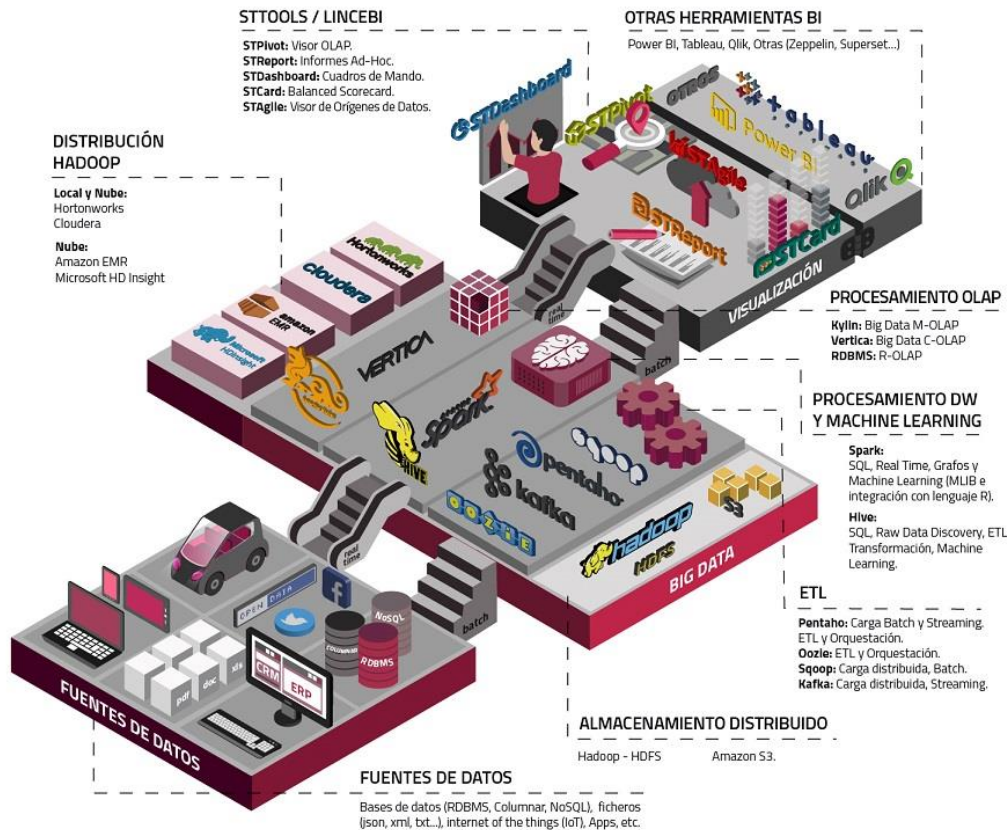 STTOOLS / LINCEBI
STPivot: Visor OLAP.
STReport: Informes Ad-Hoc.
STDashboard: Cuadros de Mando.
STCard: Balanced Scorecard.
STAgile: Visor de Orígenes de Datos.
OTRAS HERRAMIENTAS BI
Power Bi, Tableau, Qlik, Otras (Zeppelin, Superset...)
STDashboard
STPivot
OTROS
tableau
Power Bi
STAgile
Qlik
STReport
STCard
VISUALIZACIÓN
DISTRIBUCIÓN
HADOOP
Local y Nube:
Hortonworks
Cloudera
Nube:
Amazon EMR
Microsoft HD Insight
Hortonworks
cloudera
amazon
EMR
Microsoft
HDInsight
VERTICA
real
time
batch
PROCESAMIENTO OLAP
Kylin: Big Data M-OLAP
Vertica: Big Data C-OLAP
RDBMS: R-OLAP
PROCESAMIENTO DW
Y MACHINE LEARNING
Spark:
SQL, Real Time, Grafos y
Machine Learning (MLIB e
integración con lenguaje R).
Hive:
SQL, Raw Data Discovery, ETL
Transformación, Machine
Learning.
Spark
HIVE
sqoop
pentaho
kafka
OOZIE
S3
hadoop
HDFS
BIG DATA
ETL
Pentaho: Carga Batch y Streaming.
ETL y Orquestación.
Oozie: ETL y Orquestación.
Sqoop: Carga distribuida, Batch.
Kafka: Carga distribuida, Streaming.
real
time
batch
OPEN DATA
NoSQL
COLUMNAR
RDBMS
pdf
doc
xls
CRM
ERP
FUENTES DE DATOS
ALMACENAMIENTO DISTRIBUIDO
Hadoop - HDFS
Amazon S3.
FUENTES DE DATOS
Bases de datos (RDBMS, Columnar, NoSQL), ficheros
(json, xml, txt...), internet of the things (IoT), Apps, etc.